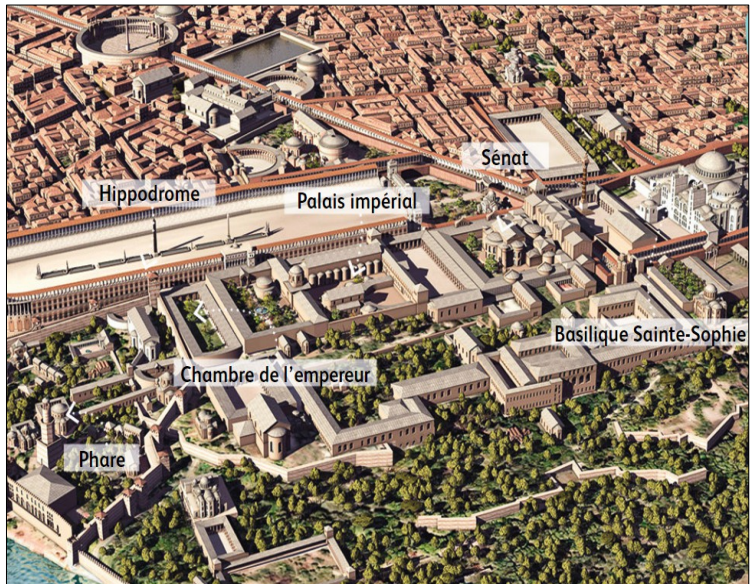 Sénat
Hippodrome
Palais impérial
Basilique Sainte-Sophie
Chambre de l'empereur
Phare